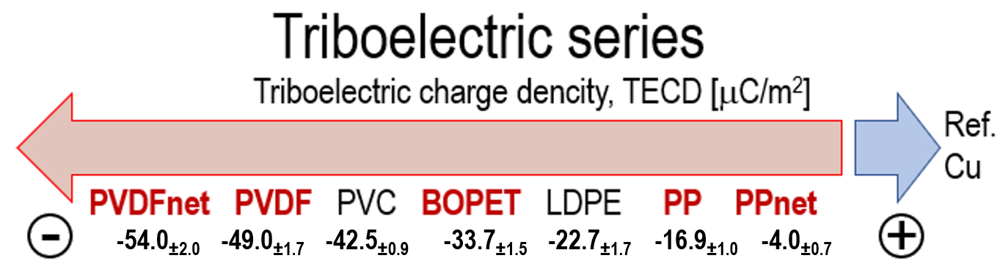 Triboelectric series
Triboelectric charge dencity, TECD [μC/m²]
Ref.
Cu
PVDFnet PVDF PVC BOPET LDPE PP PPnet
- -54.0±2.0 -49.0±1.7 -42.5±0.9 -33.7±1.5 -22.7±1.7 -16.9±1.0 -4.0±0.7 +